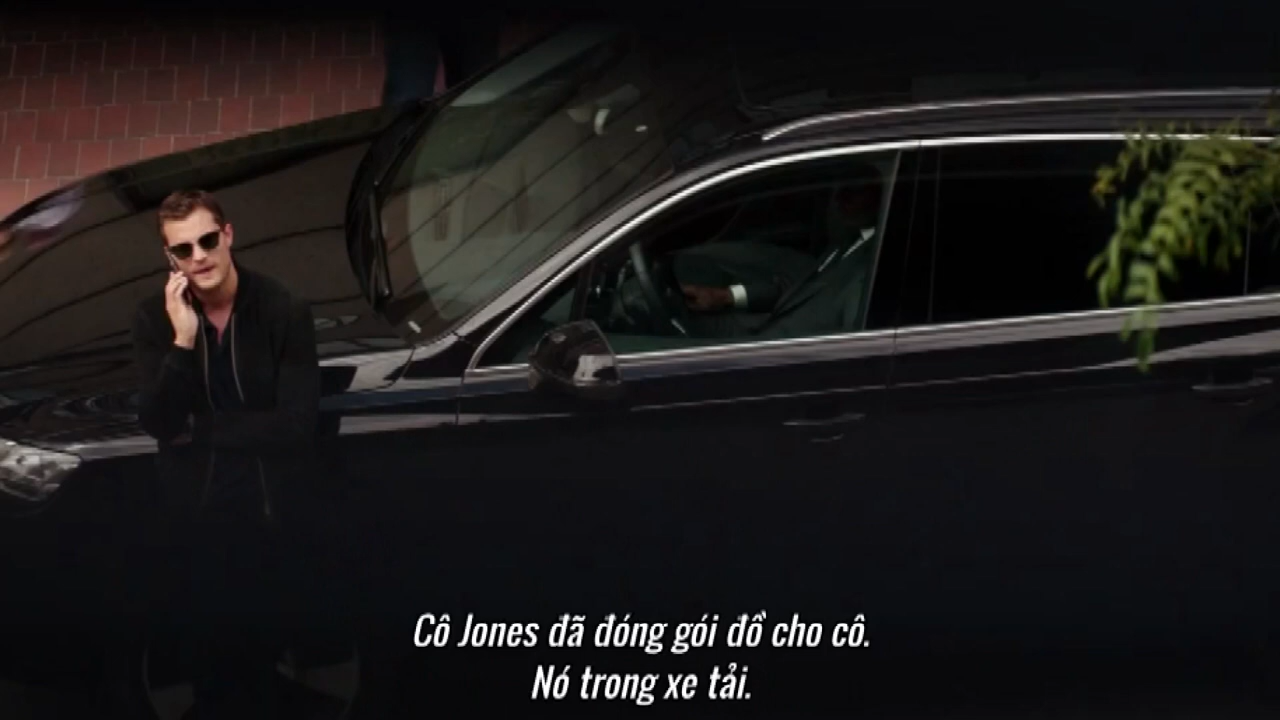 Cô Jones đã đóng gói đồ cho cô.
Nó trong xe tải.